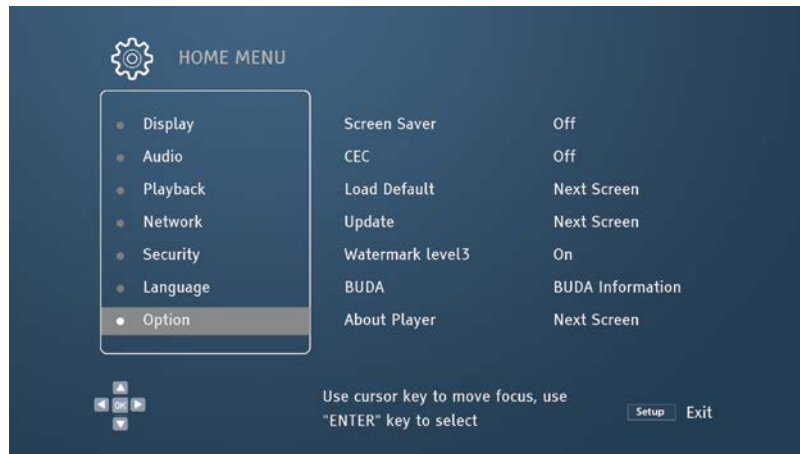 HOME MENU
Display Screen Saver Off
Audio CEC Off
Playback Load Default Next Screen
Network Update Next Screen
Security Watermark level3 On
Language BUDA BUDA Information
Option About Player Next Screen
OK
Use cursor key to move focus, use
"ENTER" key to select
Setup Exit